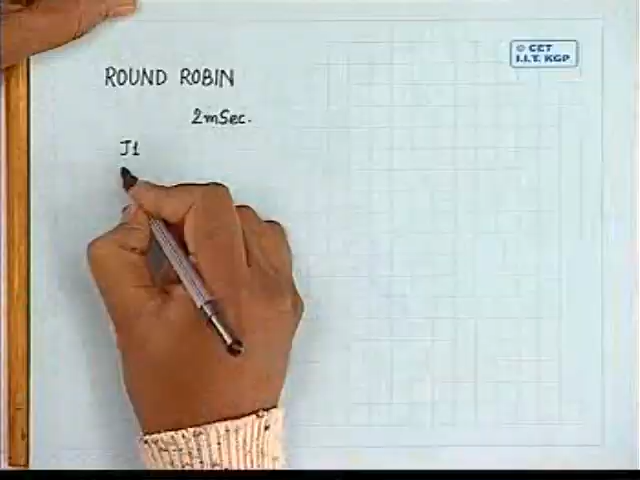 © CET
I.I.T. KGP
ROUND ROBIN
2mSec.
J1